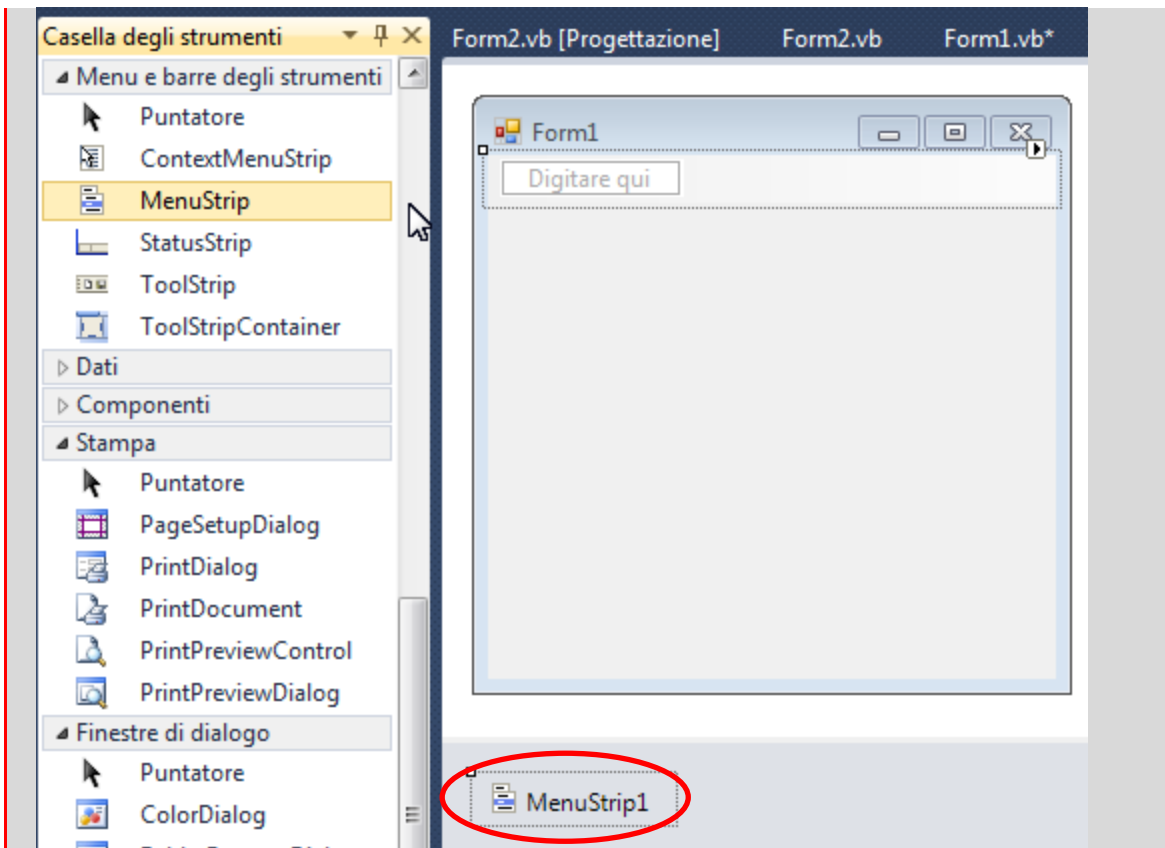 Casella degli strumenti
Menu e barre degli strumenti
Puntatore
ContextMenuStrip
MenuStrip
StatusStrip
ToolStrip
ToolStripContainer
Dati
Componenti
Stampa
Puntatore
PageSetupDialog
PrintDialog
PrintDocument
PrintPreviewControl
PrintPreviewDialog
Finestre di dialogo
Puntatore
ColorDialog
Form2.vb [Progettazione] Form2.vb Form1.vb*
Form1
Digitare qui
MenuStrip1